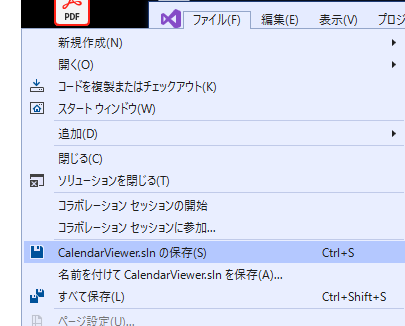 PDF
ファイル(F) 編集(E) 表示(V) プロジ
新規作成(N)
開く(O)
コードを複製またはチェックアウト(K)
スタート ウィンドウ(W)
追加(D)
閉じる(C)
ソリューションを閉じる(T)
コラボレーション セッションの開始
コラボレーション セッションに参加...
CalendarViewer.sln の保存(S) Ctrl+S
名前を付けて CalendarViewer.sln を保存(A)...
すべて保存(L) Ctrl+Shift+S
ページ設定(U)...